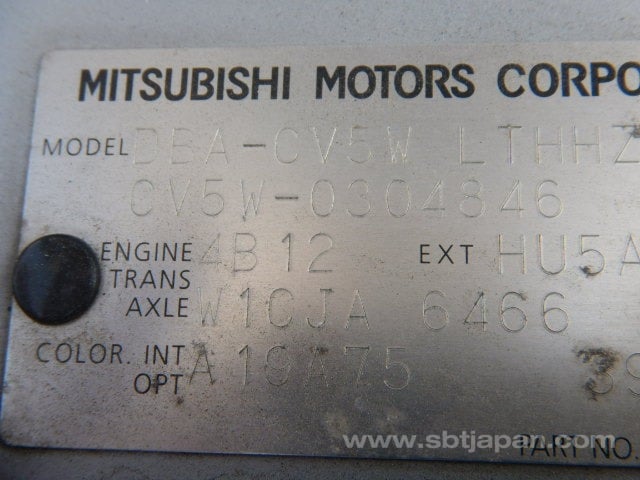 MITSUBISHI MOTORS CORPO
MODEL DBA-CV5W LTHHZ
CV5W-0304846
ENGINE 4B12 EXT HU5A
TRANS
AXLE W1CJA 6466
COLOR. INT
OPT A 19A75 3S
www.sbtjapan.com
PART NO.